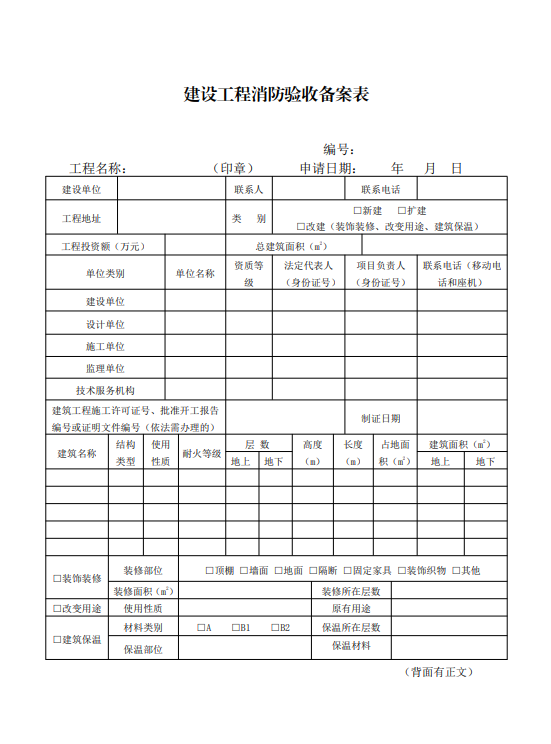 建设工程消防验收备案表
编号：
工程名称： （印章） 申请日期： 年 月 日
建设单位 联系人 联系电话
工程地址 类 别 □新建 □扩建
□改建（装饰装修、改变用途、建筑保温）
工程投资额（万元） 总建筑面积（㎡）
单位类别 单位名称 资质等级 法定代表人（身份证号） 项目负责人（身份证号） 联系电话（移动电话和座机）
建设单位
设计单位
施工单位
监理单位
技术服务机构
建筑工程施工许可证号、批准开工报告
编号或证明文件编号（依法需办理的） 制证日期
建筑名称 结构类型 使用性质 耐火等级 层 数 高度（m） 长度（m） 占地面积（㎡） 建筑面积（㎡）
地上 地下 地上 地下
□装饰装修 装修部位 □顶棚 □墙面 □地面 □隔断 □固定家具 □装饰织物 □其他
装修面积（㎡） 装修所在层数
□改变用途 使用性质 原有用途
□建筑保温 材料类别 □A □B1 □B2 保温所在层数
保温部位 保温材料
（背面有正文）